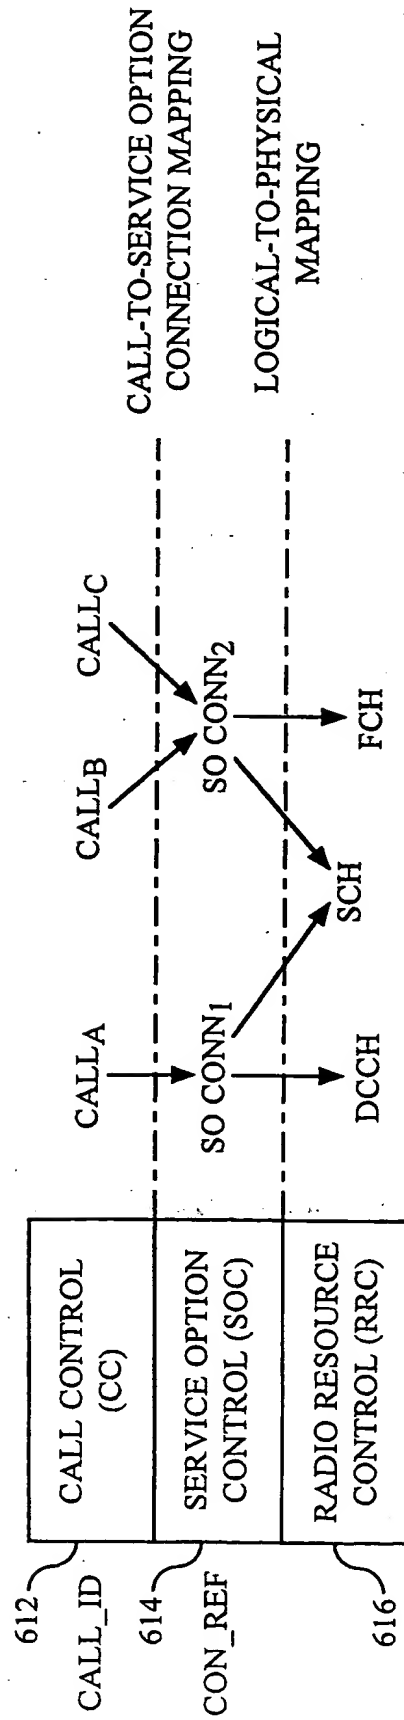 612
CALL_ID
CALL CONTROL
(CC)
CALLA
CALLB
CALLC
CALL-TO-SERVICE OPTION
CONNECTION MAPPING
614
CON_REF
SERVICE OPTION
CONTROL (SOC)
SO CONN1
SO CONN2
LOGICAL-TO-PHYSICAL
MAPPING
616
RADIO RESOURCE
CONTROL (RRC)
DCCH
SCH
FCH